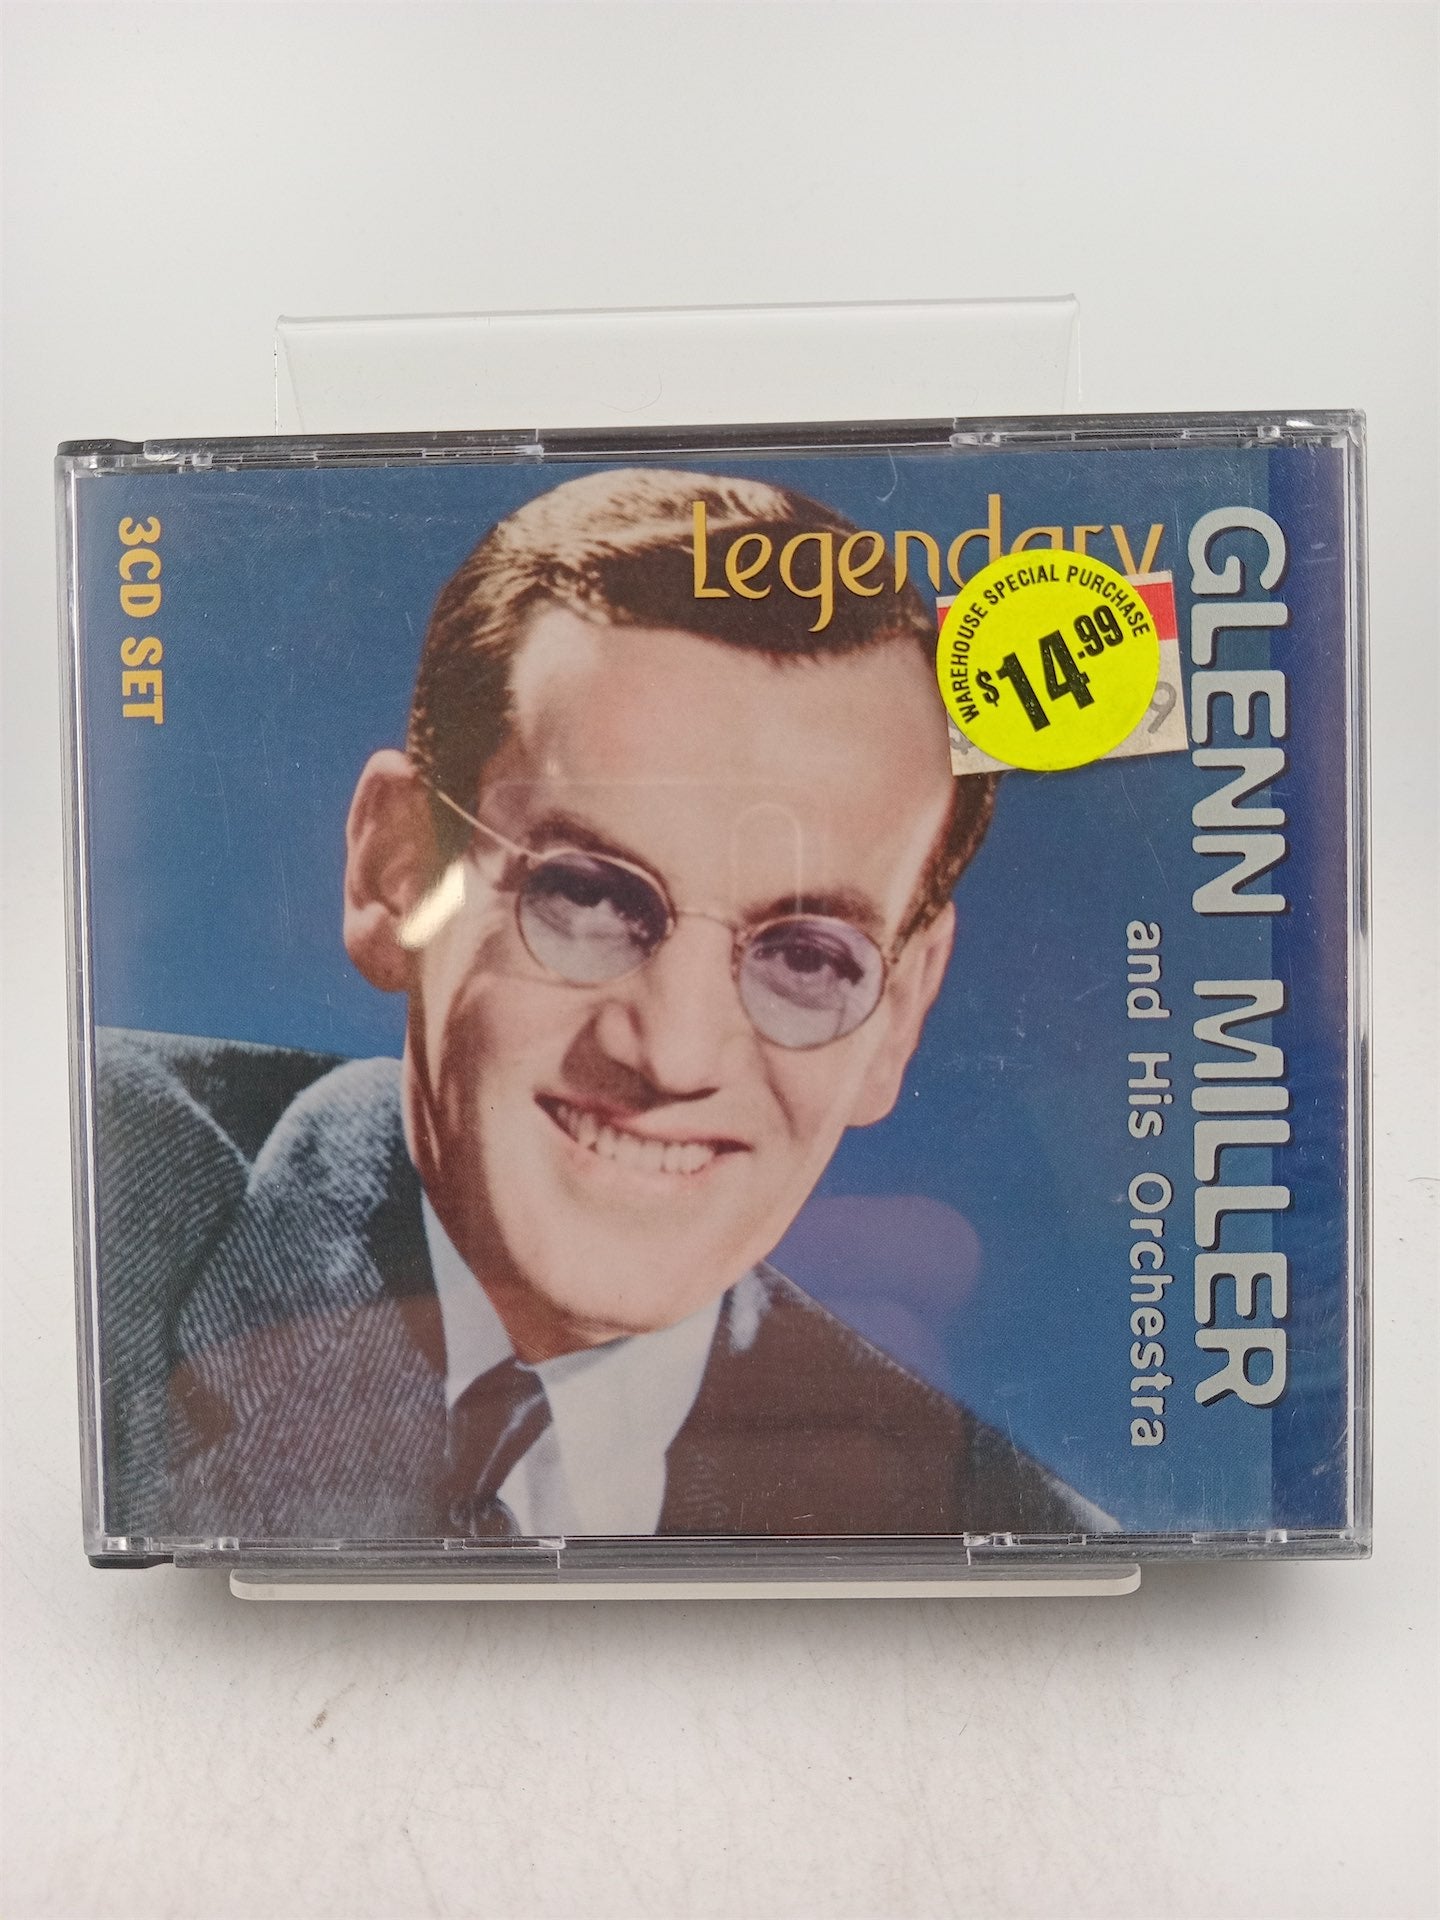 Legendary
GLENN MILLER
and His Orchestra
3CD SET
WAREHOUSE SPECIAL PURCHASE
$14.99